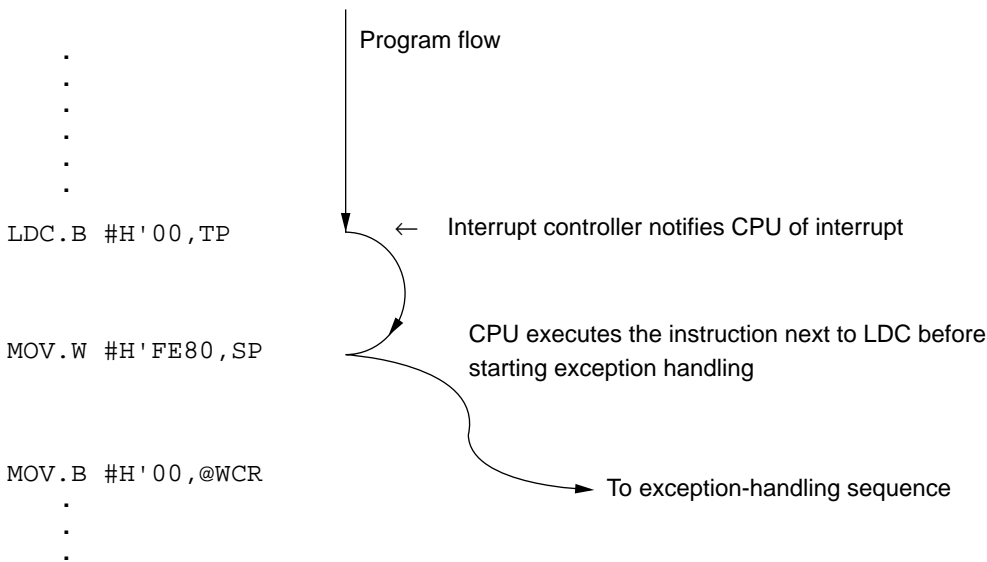 Program flow
.
.
.
.
.
.
LDC.B #H'00,TP
← Interrupt controller notifies CPU of interrupt
MOV.W #H'FE80,SP
CPU executes the instruction next to LDC before
starting exception handling
MOV.B #H'00,@WCR
To exception-handling sequence
.
.
.